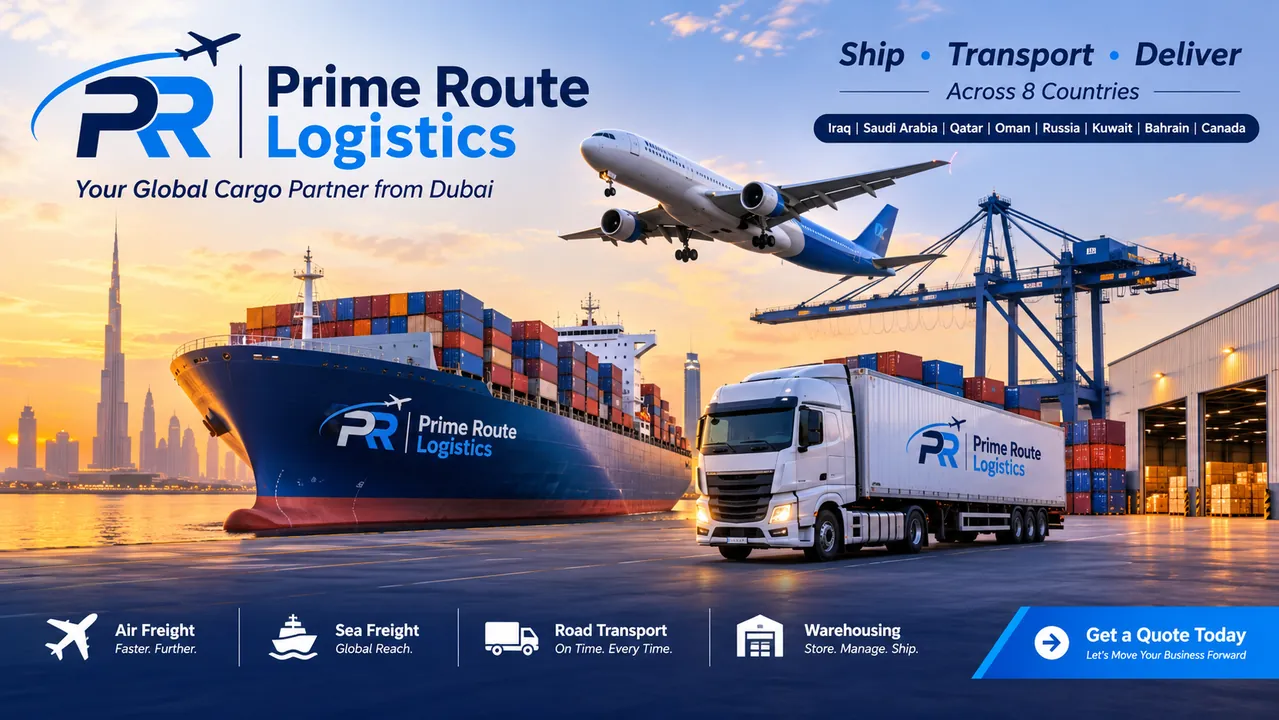 PR
Prime Route
Logistics
Your Global Cargo Partner from Dubai
Ship • Transport • Deliver
Across 8 Countries
Iraq | Saudi Arabia | Qatar | Oman | Russia | Kuwait | Bahrain | Canada
PR
Prime Route
Logistics
PR
Prime Route
Logistics
Air Freight
Faster. Further.
Sea Freight
Global Reach.
Road Transport
On Time. Every Time.
Warehousing
Store. Manage. Ship.
Get a Quote Today
Let's Move Your Business Forward